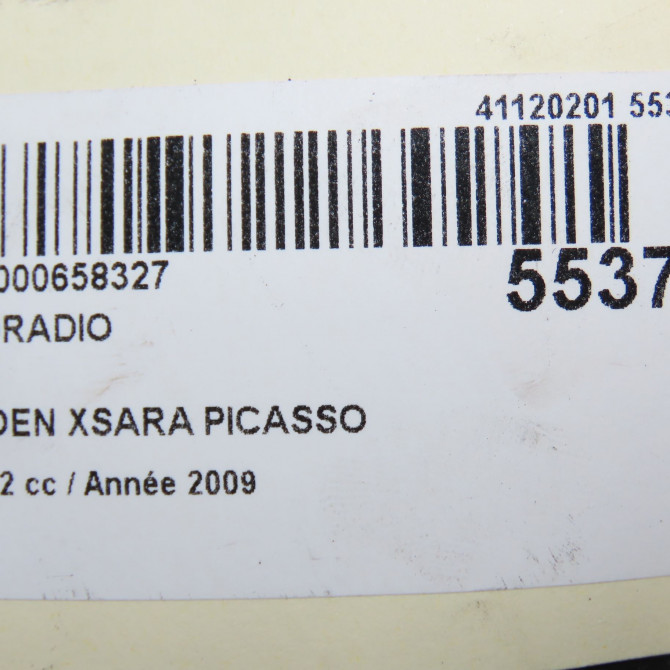 41120201 553
000658327
5537
RADIO
DEN XSARA PICASSO
2 cc / Année 2009